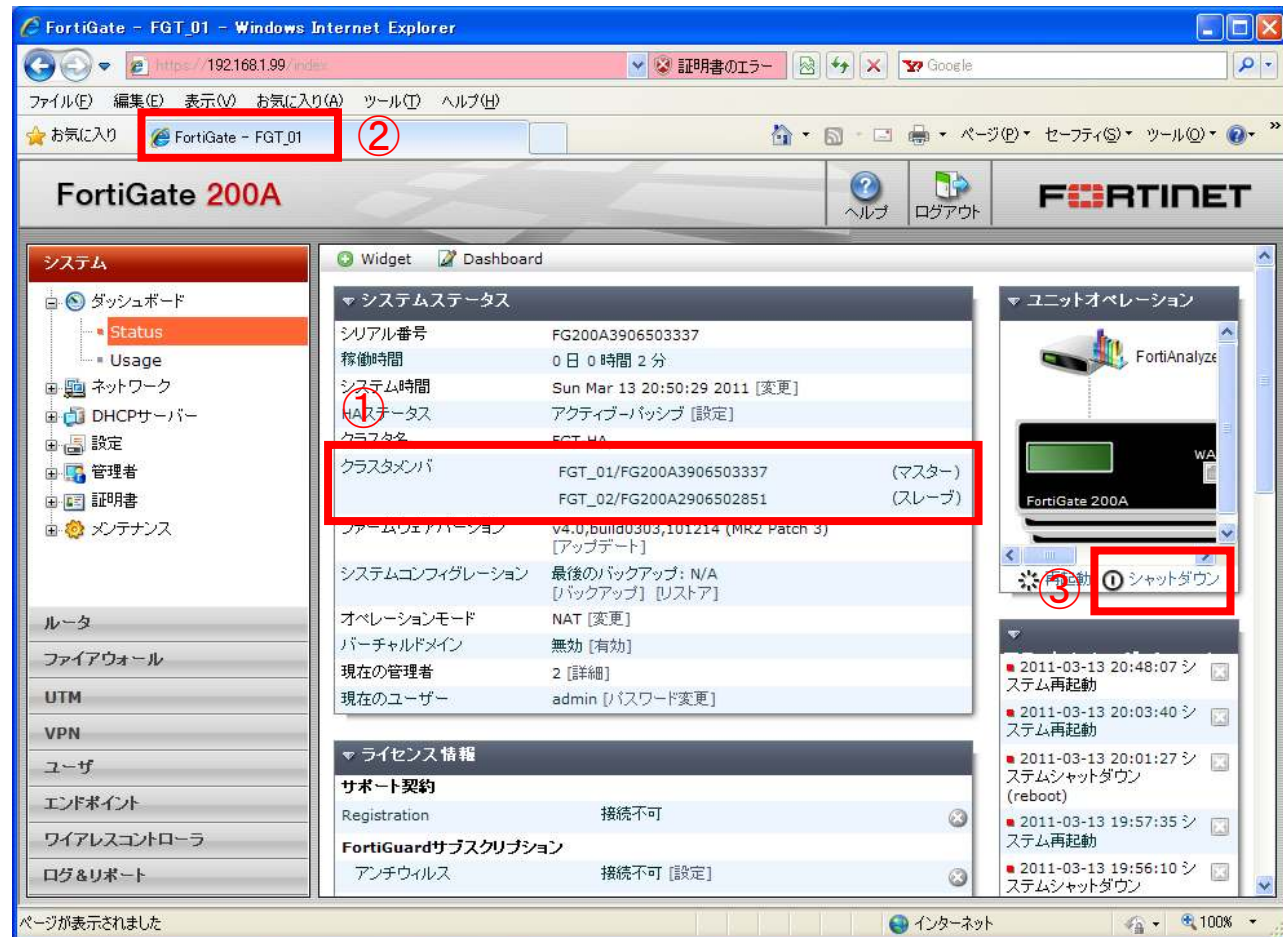 FortiGate - FGT_01 - Windows Internet Explorer
https://192.168.1.99/index
証明書のエラー
Google
ファイル(F) 編集(E) 表示(V) お気に入り(A) ツール(T) ヘルプ(H)
お気に入り
FortiGate - FGT_01
②
ページ(P) セーフティ(S) ツール(O)
FortiGate 200A
ヘルプ
ログアウト
FORTINET
システム
ダッシュボード
Status
Usage
ネットワーク
DHCPサーバー
設定
管理者
証明書
メンテナンス
ルータ
ファイアウォール
UTM
VPN
ユーザ
エンドポイント
ワイアレスコントローラ
ログ&リポート
Widget Dashboard
システムステータス
シリアル番号 FG200A3906503337
稼働時間 0 日 0 時間 2 分
システム時間 Sun Mar 13 20:50:29 2011 [変更]
①
HAステータス アクティブーパッシブ [設定]
クラスタ名 FGT-HA
クラスタメンバ FGT_01/FG200A3906503337 (マスター)
FGT_02/FG200A2906502851 (スレーブ)
ファームウェアバージョン v4.0,build0303,101214 (MR2 Patch 3)
[アップデート]
システムコンフィグレーション 最後のバックアップ: N/A
[バックアップ] [リストア]
オペレーションモード NAT [変更]
バーチャルドメイン 無効 [有効]
現在の管理者 2 [詳細]
現在のユーザー admin [パスワード変更]
ライセンス情報
サポート契約
Registration 接続不可
FortiGuardサブスクリプション
アンチウィルス 接続不可 [設定]
ユニットオペレーション
FortiAnalyze
WA
FortiGate 200A
再起動 シャットダウン
③
2011-03-13 20:48:07 シ
ステム再起動
2011-03-13 20:03:40 シ
ステム再起動
2011-03-13 20:01:27 シ
ステムシャットダウン
(reboot)
2011-03-13 19:57:35 シ
ステム再起動
2011-03-13 19:56:10 シ
ステムシャットダウン
ページが表示されました
インターネット
100%